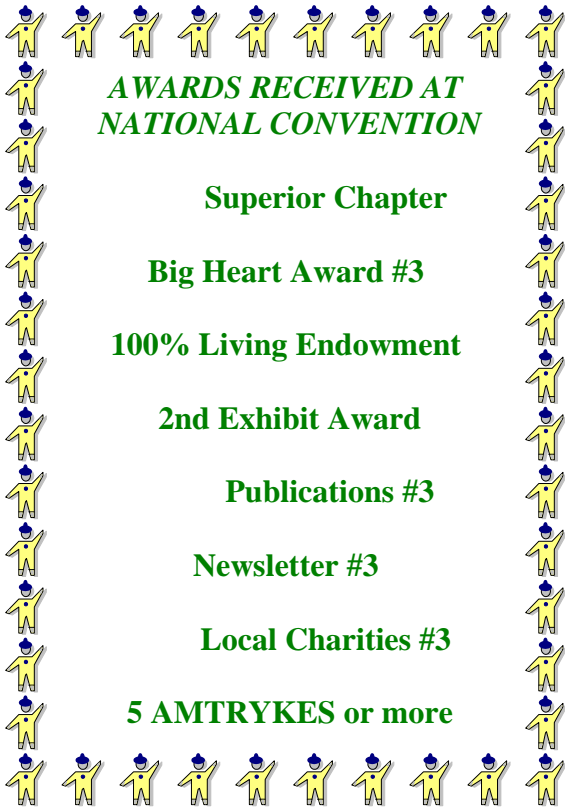 AWARDS RECEIVED AT
NATIONAL CONVENTION
Superior Chapter
Big Heart Award #3
100% Living Endowment
2nd Exhibit Award
Publications #3
Newsletter #3
Local Charities #3
5 AMTRYKES or more